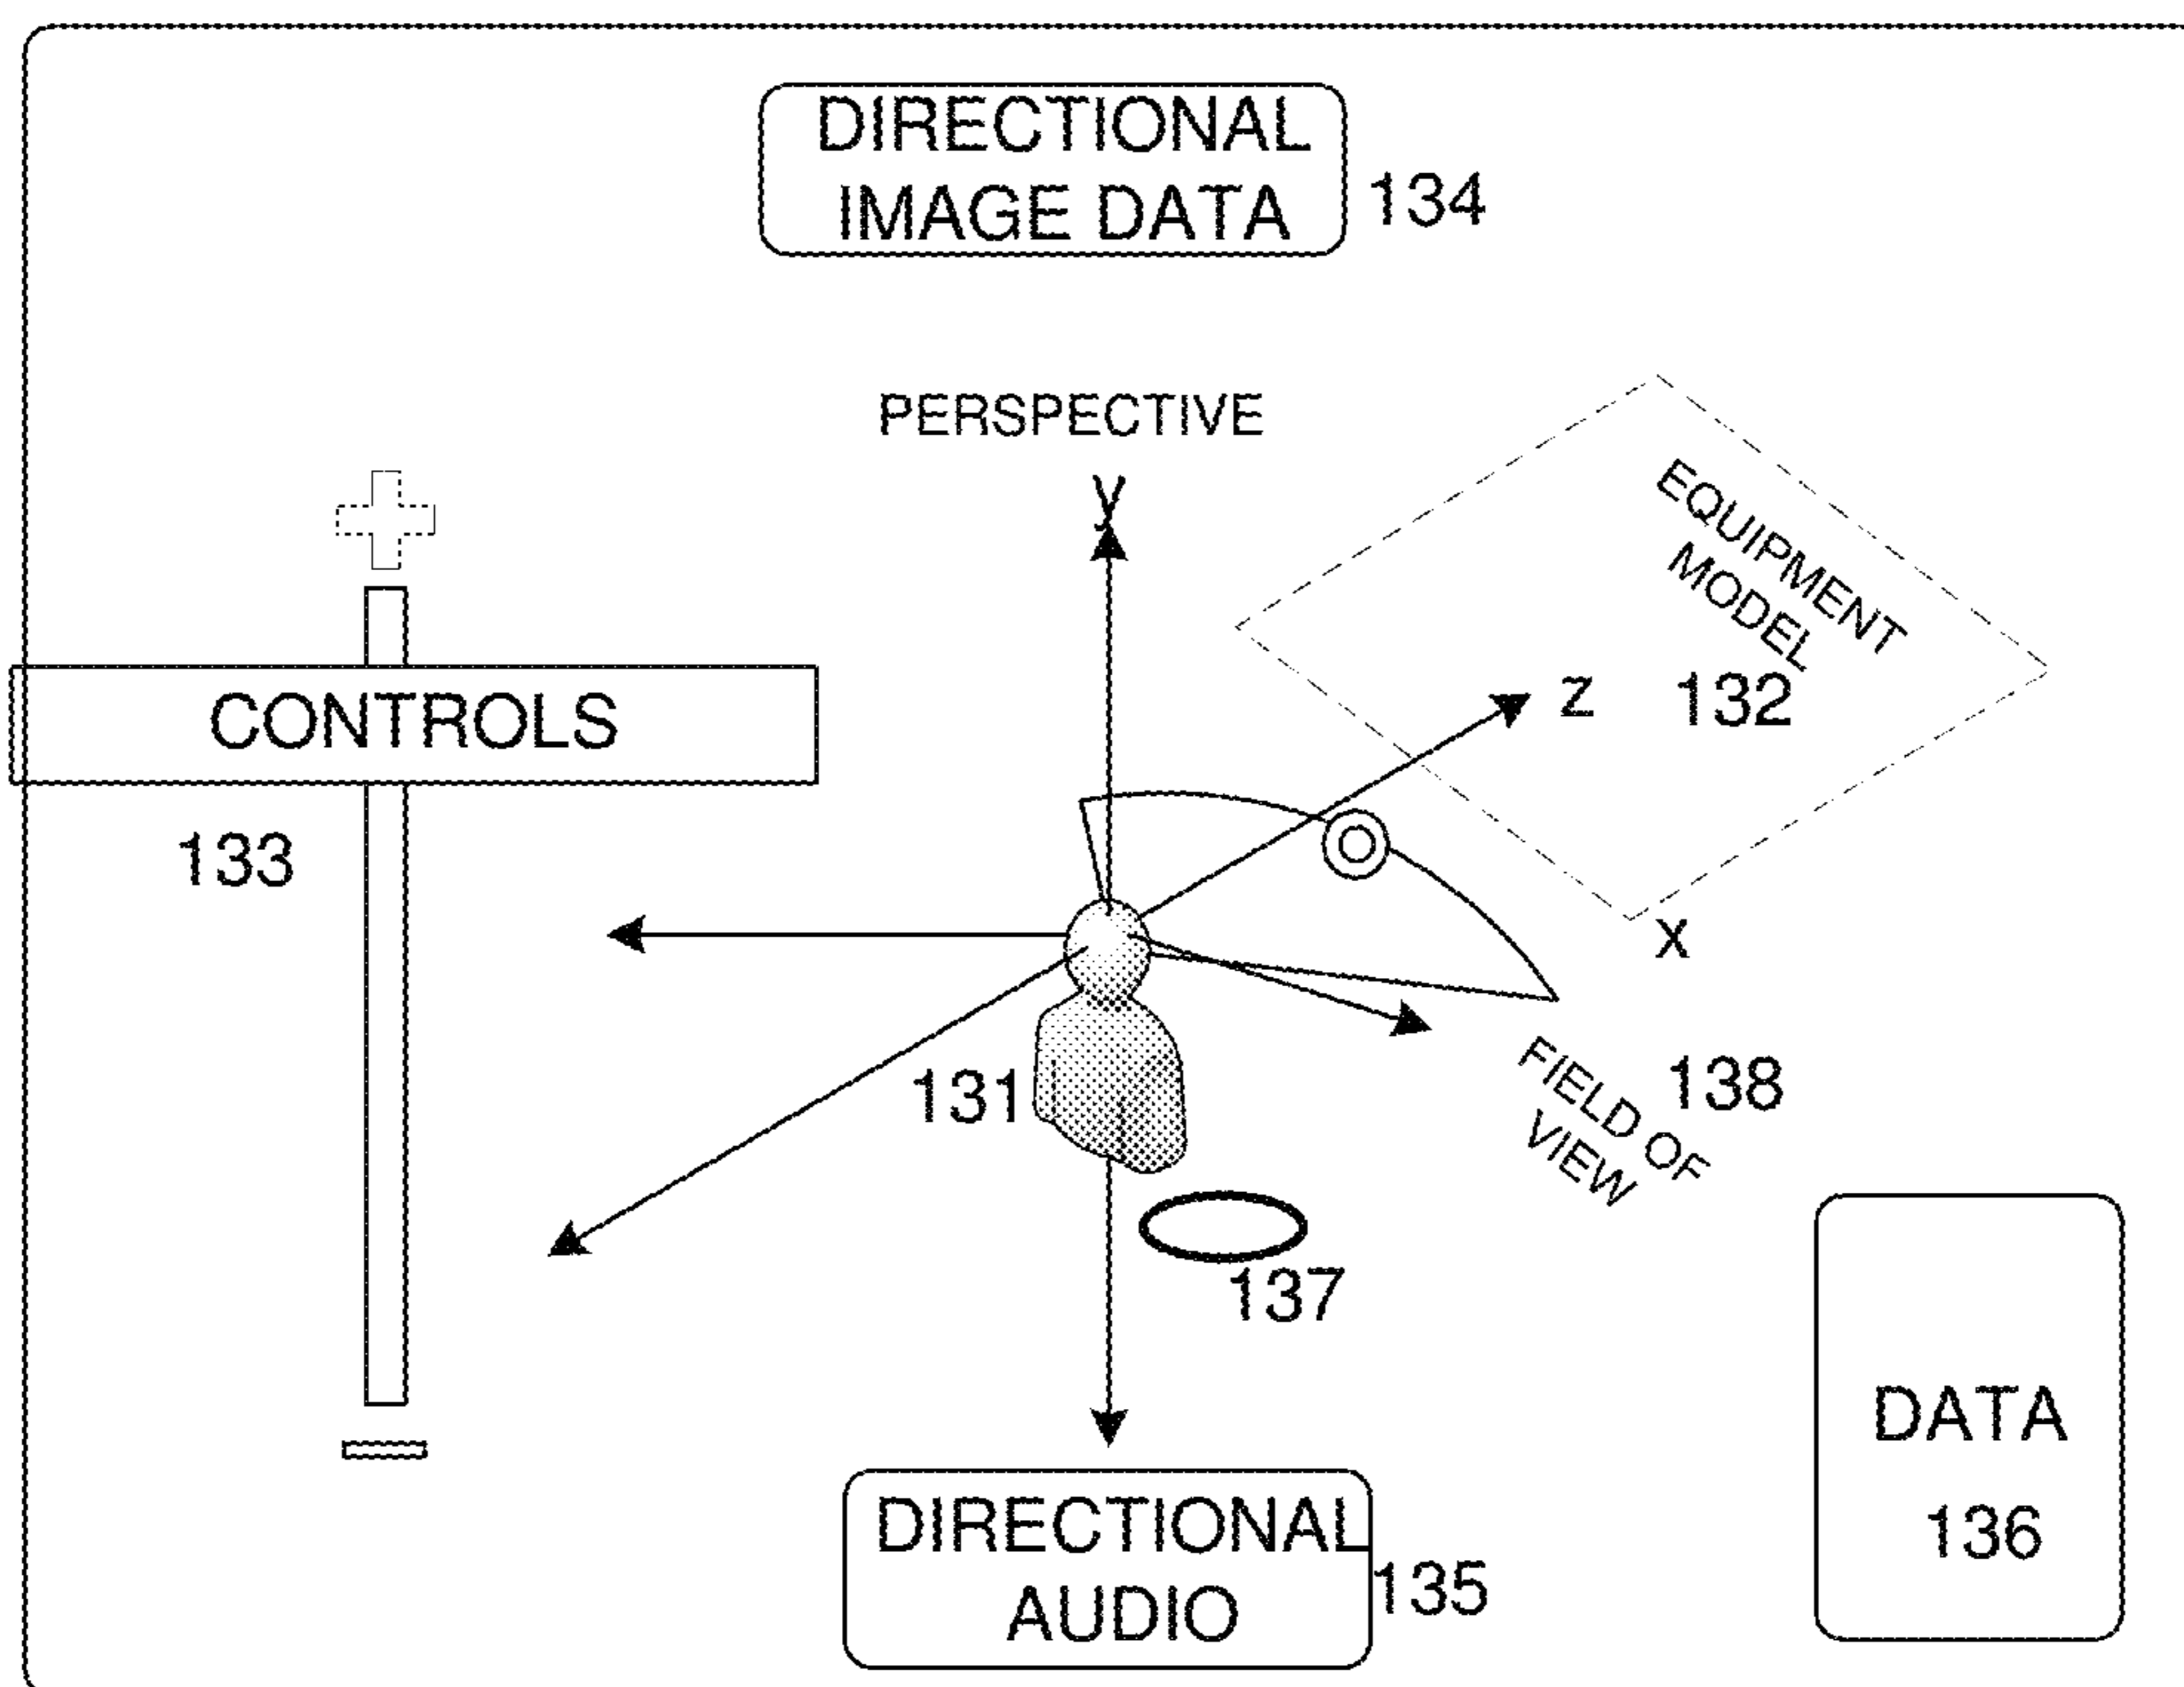 DIRECTIONAL
IMAGE DATA
134
PERSPECTIVE
y
EQUIPMENT
MODEL
132
Z
CONTROLS
133
X
131
138
FIELD OF
VIEW
137
DATA
136
DIRECTIONAL
AUDIO
135